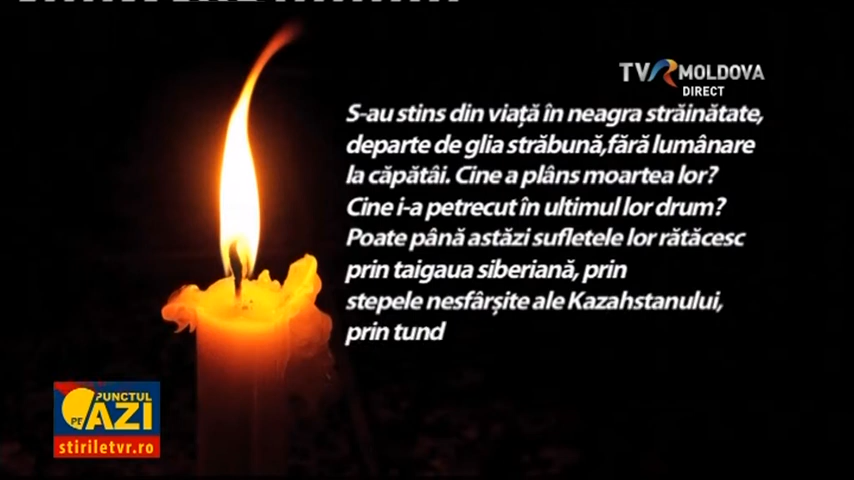 TVR MOLDOVA
DIRECT
S-au stins din viață în neagra străinătate,
departe de glia străbună,fără lumânare
la căpătâi. Cine a plâns moartea lor?
Cine i-a petrecut în ultimul lor drum?
Poate până astăzi sufletele lor rătăcesc
prin taigaua siberiană, prin
stepele nesfârșite ale Kazahstanului,
prin tund
PUNCTUL
PE AZI
stiriletvr.ro